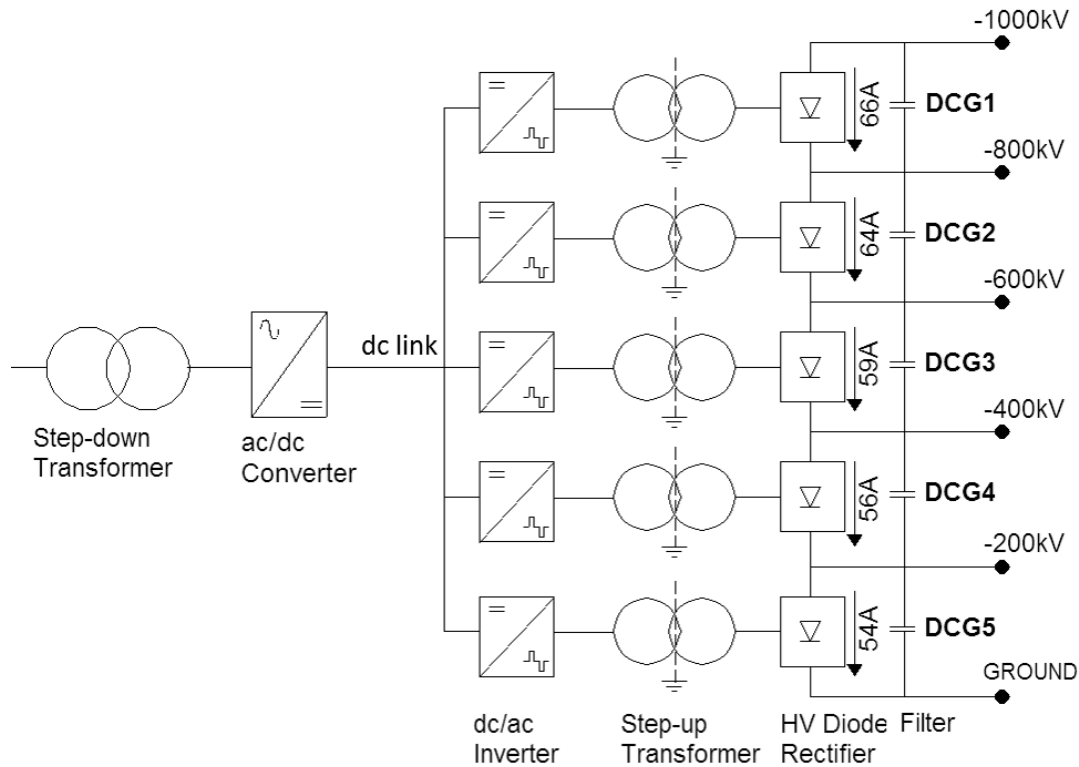 -1000kV
66A
DCG1
-800kV
64A
DCG2
-600kV
dc link
59A
DCG3
-400kV
Step-down
Transformer
ac/dc
Converter
56A
DCG4
-200kV
54A
DCG5
GROUND
dc/ac
Inverter
Step-up
Transformer
HV Diode
Rectifier
Filter